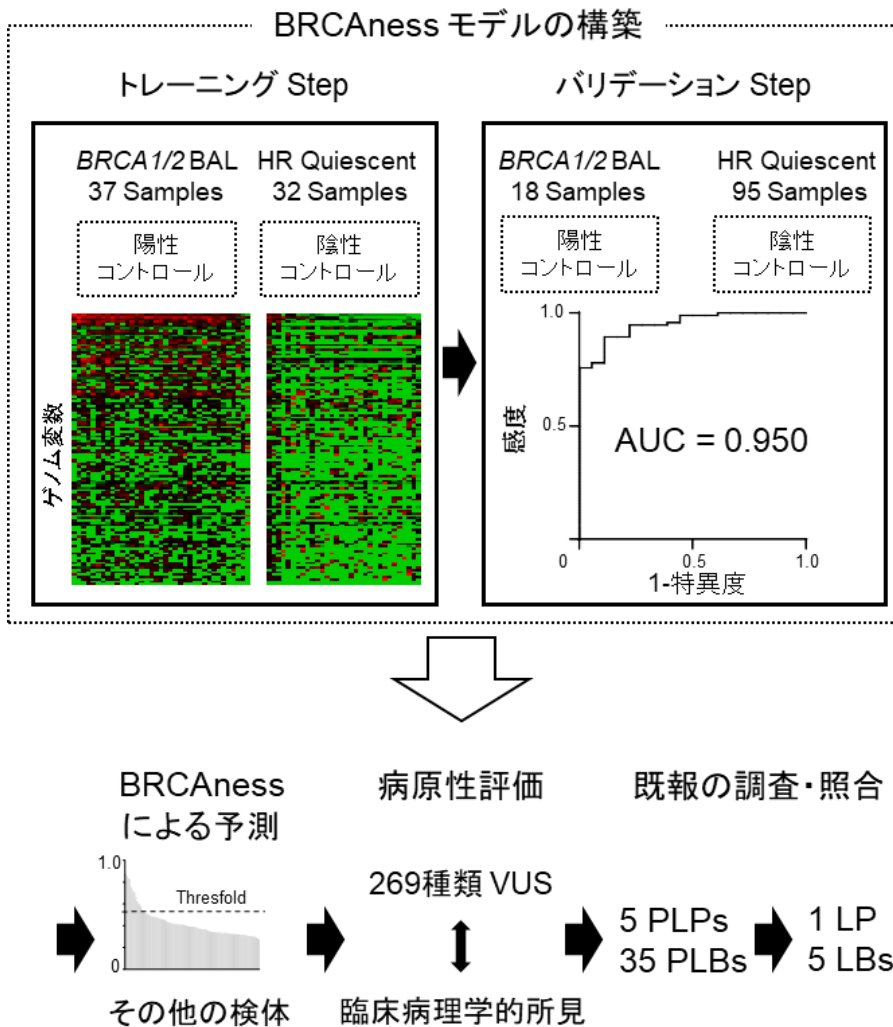 BRCAness モデルの構築
トレーニング Step
BRCA1/2 BAL
37 Samples
HR Quiescent
32 Samples
陽性
コントロール
陰性
コントロール
ゲノム変数
バリデーション Step
BRCA1/2 BAL
18 Samples
HR Quiescent
95 Samples
陽性
コントロール
陰性
コントロール
1.0
0.5
感度
AUC = 0.950
0
0.5
1.0
1-特異度
BRCAness
による予測
1.0
Thresfold
0
その他の検体
病原性評価
269種類 VUS
臨床病理学的所見
既報の調査・照合
5 PLPs
35 PLBs
1 LP
5 LBs